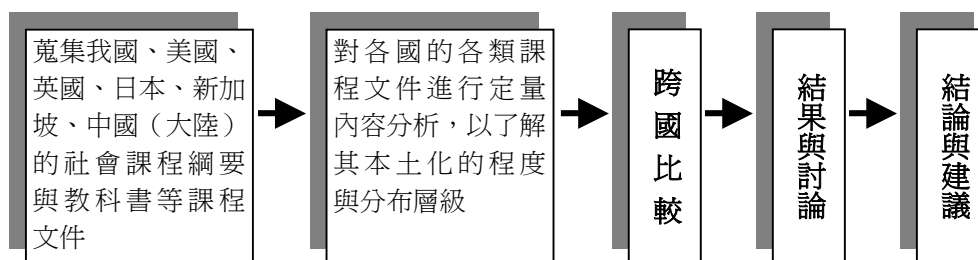 蒐集我國、美國、
英國、日本、新加
坡、中國（大陸）
的社會課程綱要
與教科書等課程
文件
對各國的各類課
程文件進行定量
內容分析，以了解
其本土化的程度
與分布層級
跨國比較
結果與討論
結論與建議